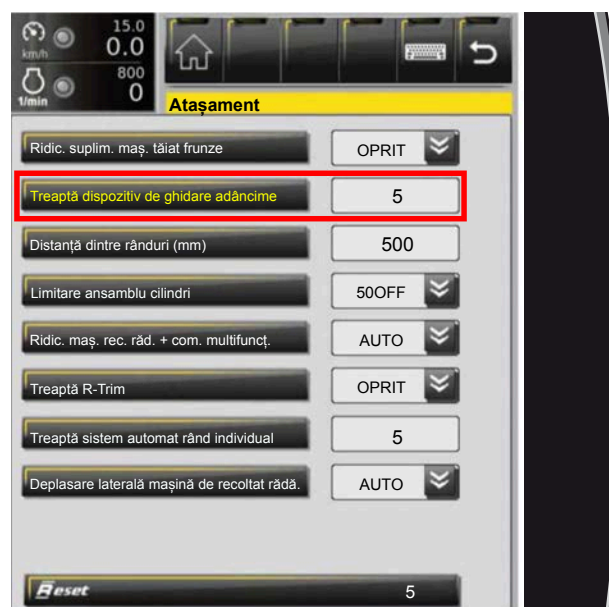 15.0
km/h 0.0
800
1/min 0
Atașament
Ridic. suplim. maș. tăiat frunze OPRIT
Treaptă dispozitiv de ghidare adâncime 5
Distanță dintre rânduri (mm) 500
Limitare ansamblu cilindri 50OFF
Ridic. maș. rec. răd. + com. multifuncț. AUTO
Treaptă R-Trim OPRIT
Treaptă sistem automat rând individual 5
Deplasare laterală mașină de recoltat rădă. AUTO
Reset 5